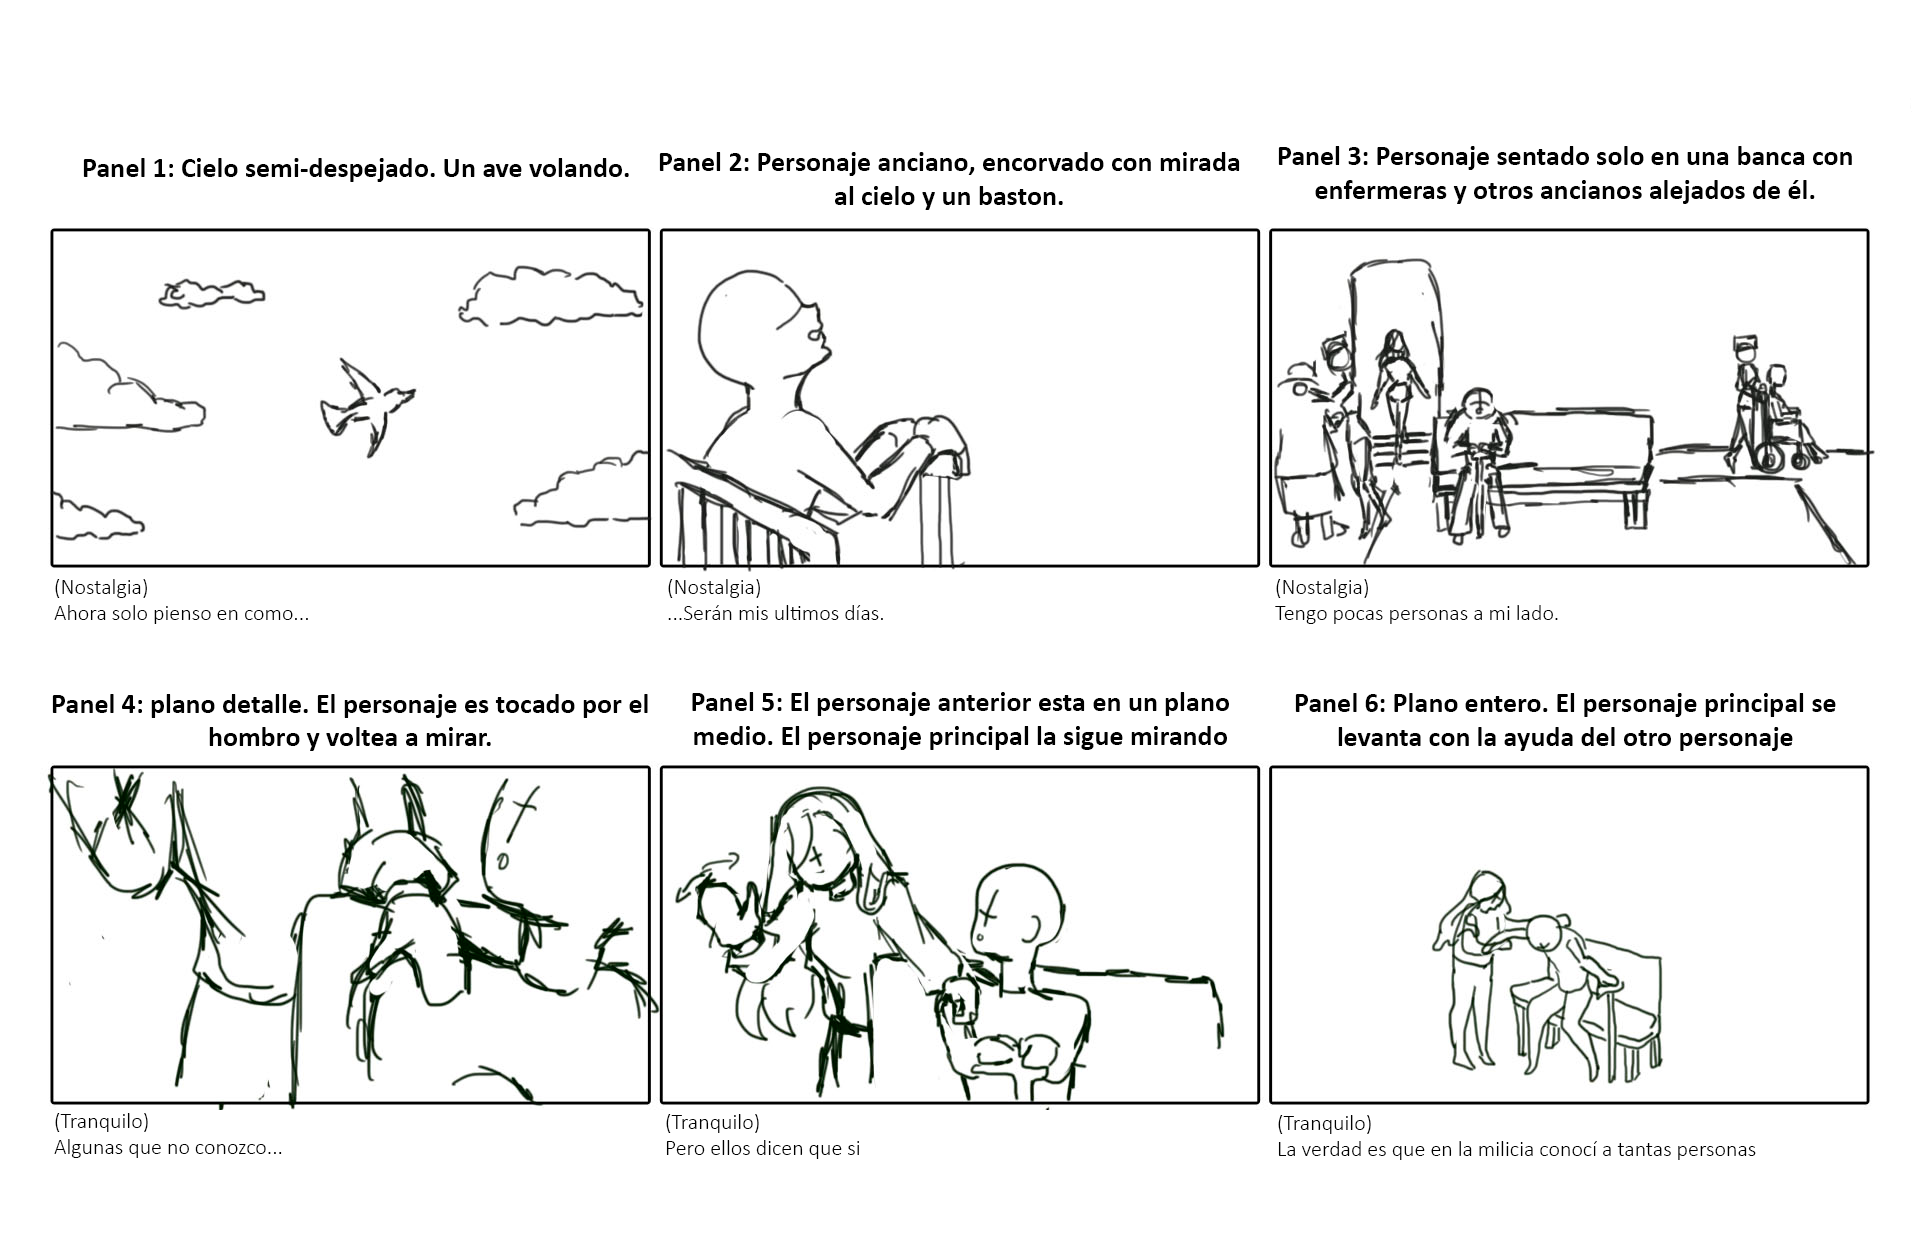 Panel 1: Cielo semi-despejado. Un ave volando.
Panel 2: Personaje anciano, encorvado con mirada
al cielo y un baston.
Panel 3: Personaje sentado solo en una banca con
enfermeras y otros ancianos alejados de él.
(Nostalgia)
Ahora solo pienso en como...
(Nostalgia)
...Serán mis ultimos días.
(Nostalgia)
Tengo pocas personas a mi lado.
Panel 4: plano detalle. El personaje es tocado por el
hombro y voltea a mirar.
Panel 5: El personaje anterior esta en un plano
medio. El personaje principal la sigue mirando
Panel 6: Plano entero. El personaje principal se
levanta con la ayuda del otro personaje
(Tranquilo)
Algunas que no conozco...
(Tranquilo)
Pero ellos dicen que si
(Tranquilo)
La verdad es que en la milicia conocí a tantas personas